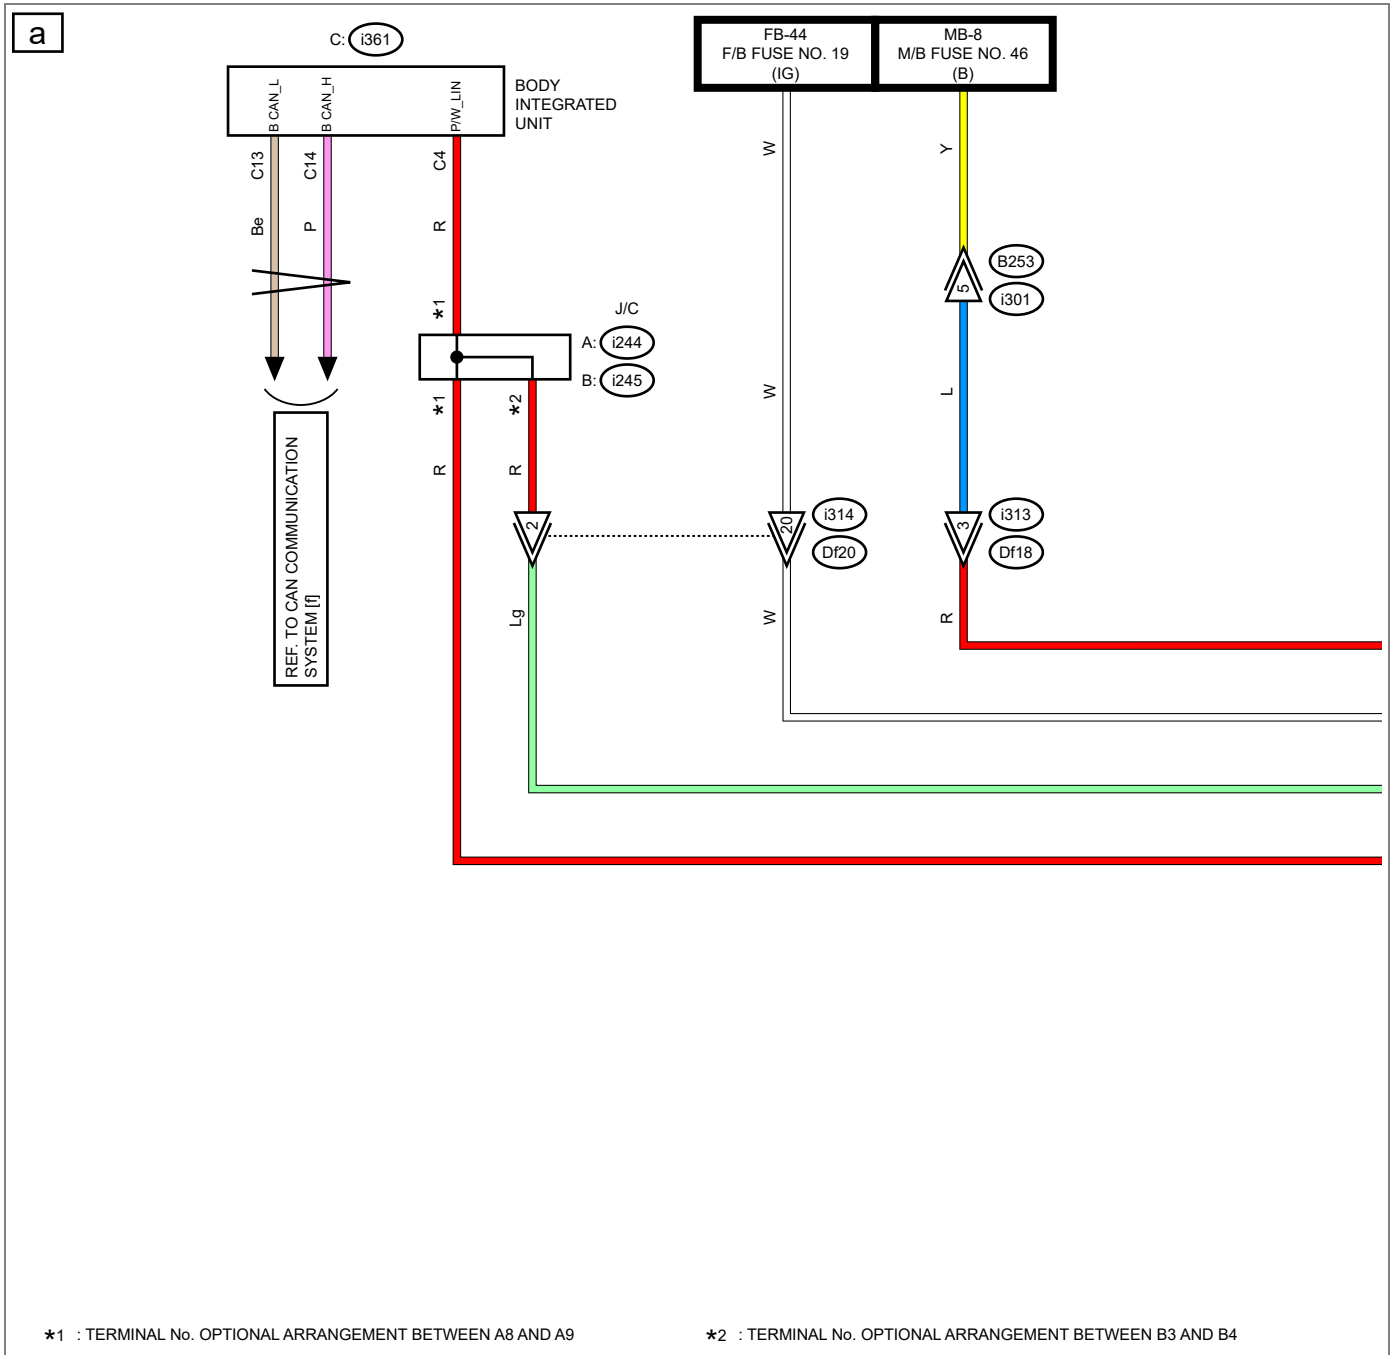 a
C: i361
FB-44
F/B FUSE NO. 19
(IG)
MB-8
M/B FUSE NO. 46
(B)
B CAN_L
B CAN_H
P/W_LIN
BODY
INTEGRATED
UNIT
C13
C14
C4
W
Y
Be
P
R
B253
5
i301
*1
J/C
A: i244
B: i245
*1
*2
W
L
R
R
REF. TO CAN COMMUNICATION
SYSTEM [f]
2
20
i314
Df20
3
i313
Df18
Lg
W
R
*1 : TERMINAL No. OPTIONAL ARRANGEMENT BETWEEN A8 AND A9
*2 : TERMINAL No. OPTIONAL ARRANGEMENT BETWEEN B3 AND B4